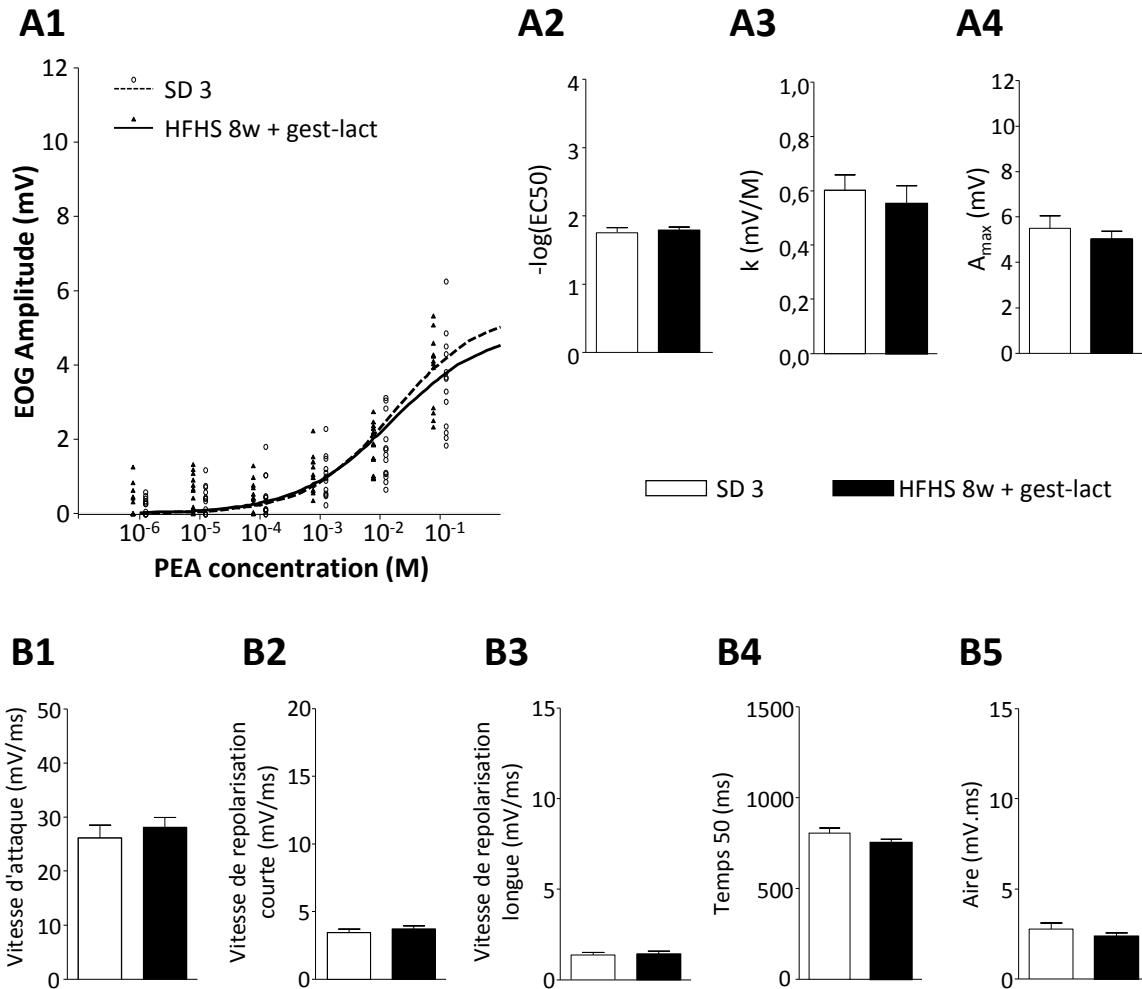 A1
A2
A3
A4
12
10
8
6
4
2
0
EOG Amplitude (mV)
SD 3
HFHS 8w + gest-lact
10-6
10-5
10-4
10-3
10-2
10-1
PEA concentration (M)
4
3
2
1
0
-log(EC50)
1,0
0,8
0,6
0,4
0,2
0,0
k (mV/M)
12
10
8
6
4
2
0
Amax (mV)
SD 3
HFHS 8w + gest-lact
B1
B2
B3
B4
B5
50
40
30
20
10
0
Vitesse d'attaque (mV/ms)
20
15
10
5
0
Vitesse de repolarisation
courte (mV/ms)
15
10
5
0
Vitesse de repolarisation
longue (mV/ms)
1500
1000
500
0
Temps 50 (ms)
15
10
5
0
Aire (mV.ms)